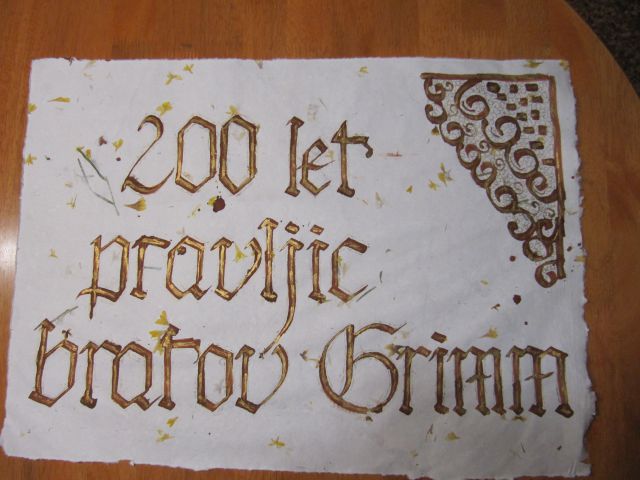 200 let
pravljic
bratov Grimm